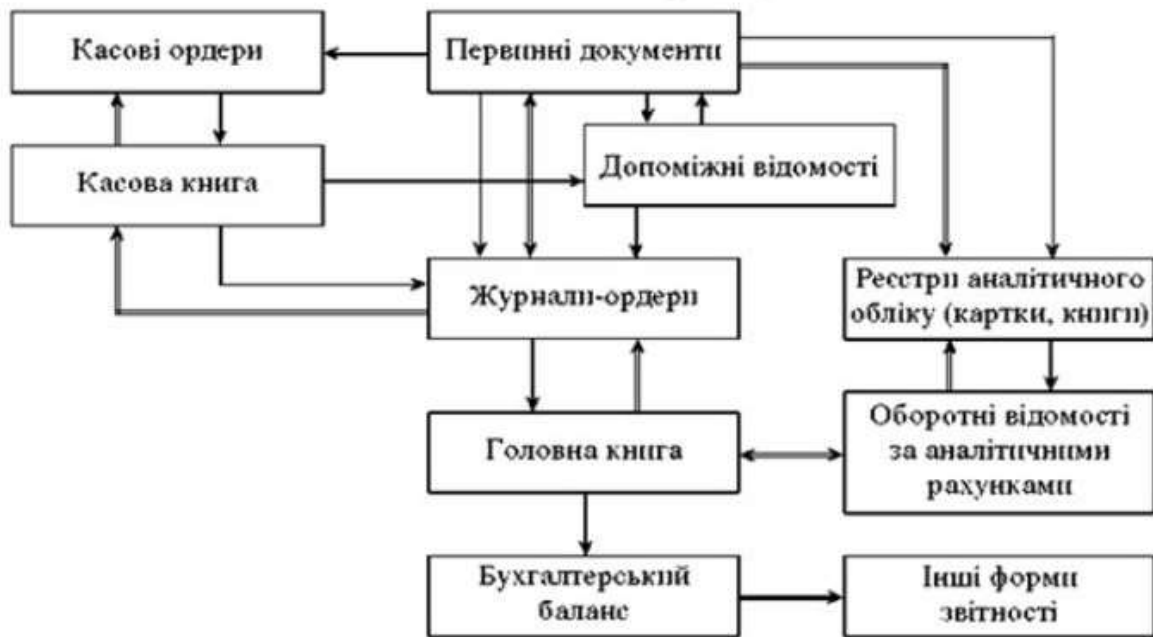 Касові ордери
Первинні документи
Касова книга
Допоміжні відомості
Журнали-ордери
Реєстри аналітичного
обліку (картки, книги)
Головна книга
Оборотні відомості
за аналітичними
рахунками
Бухгалтерський
баланс
Інші форми
звітності